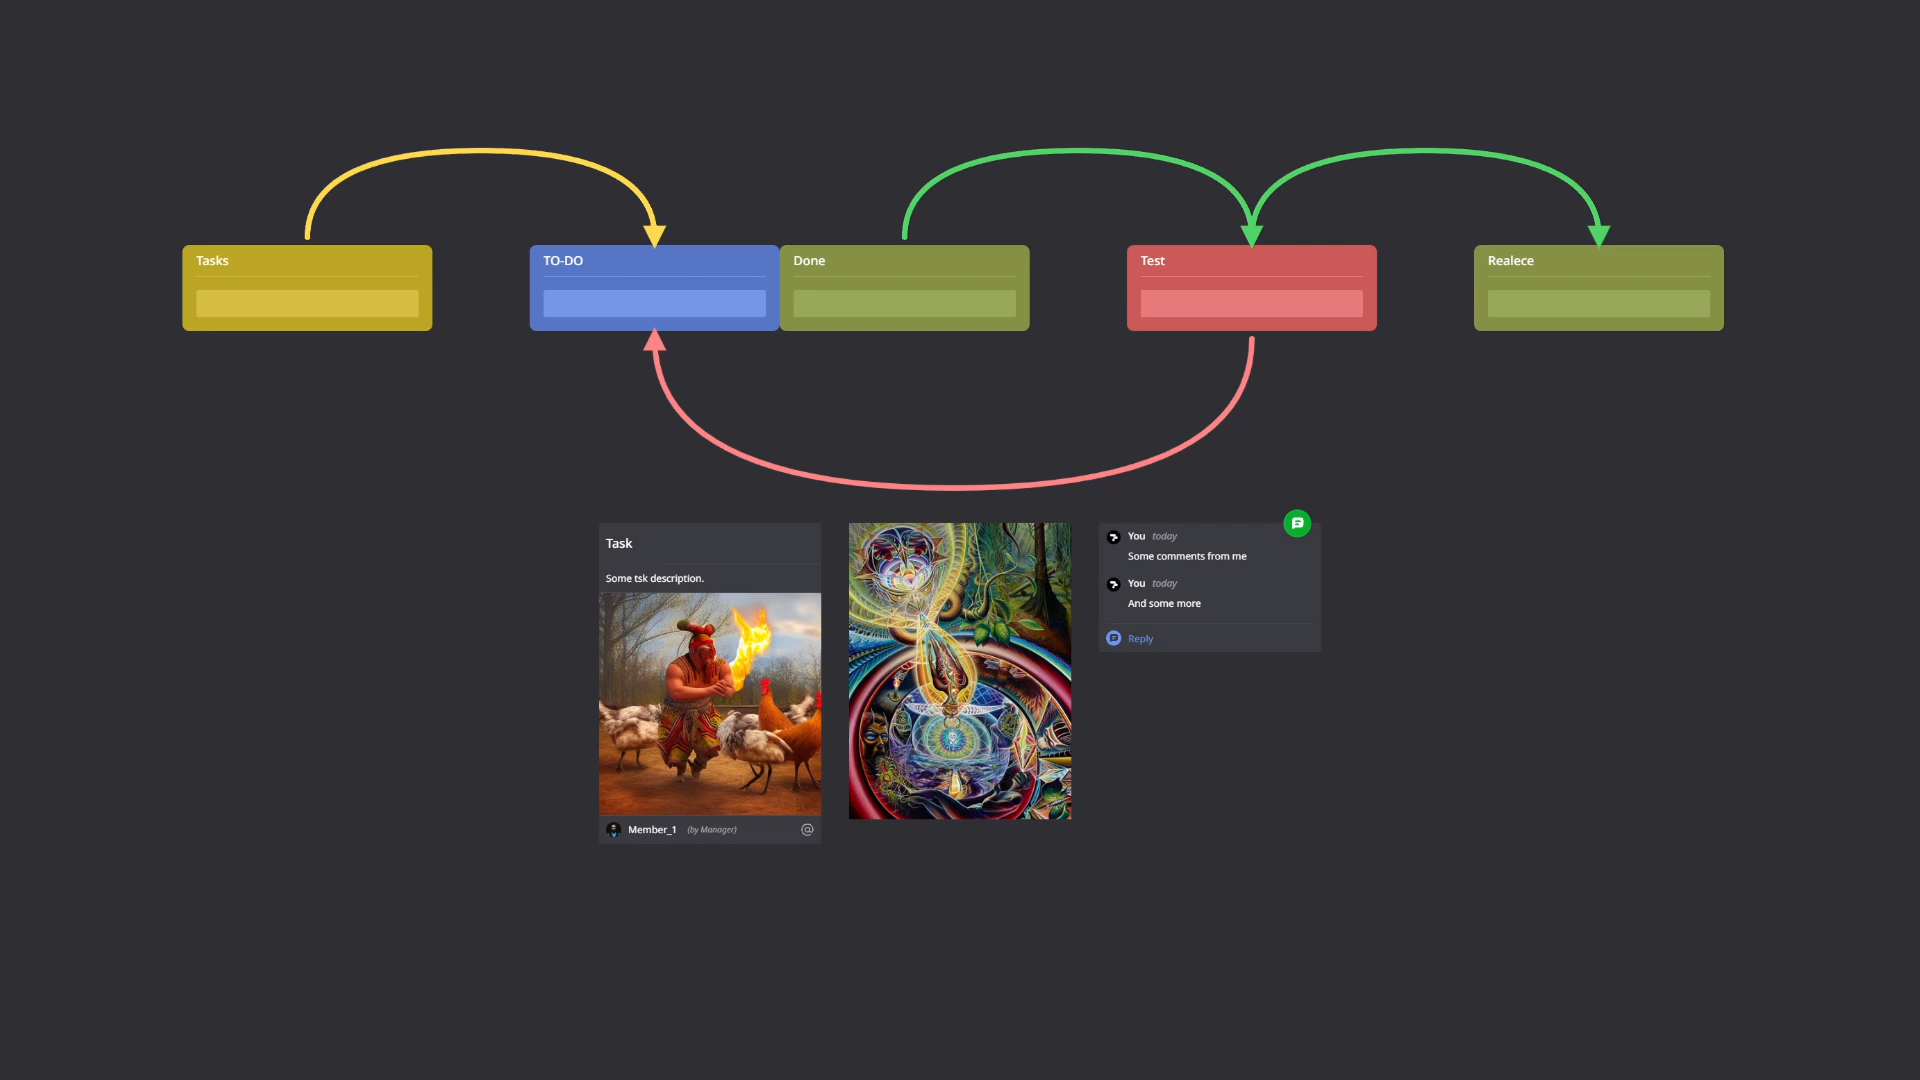 Tasks
TO-DO
Done
Test
Realece
Task
Some tsk description.
Member_1 (by Manager) @
You today
Some comments from me
You today
And some more
Reply